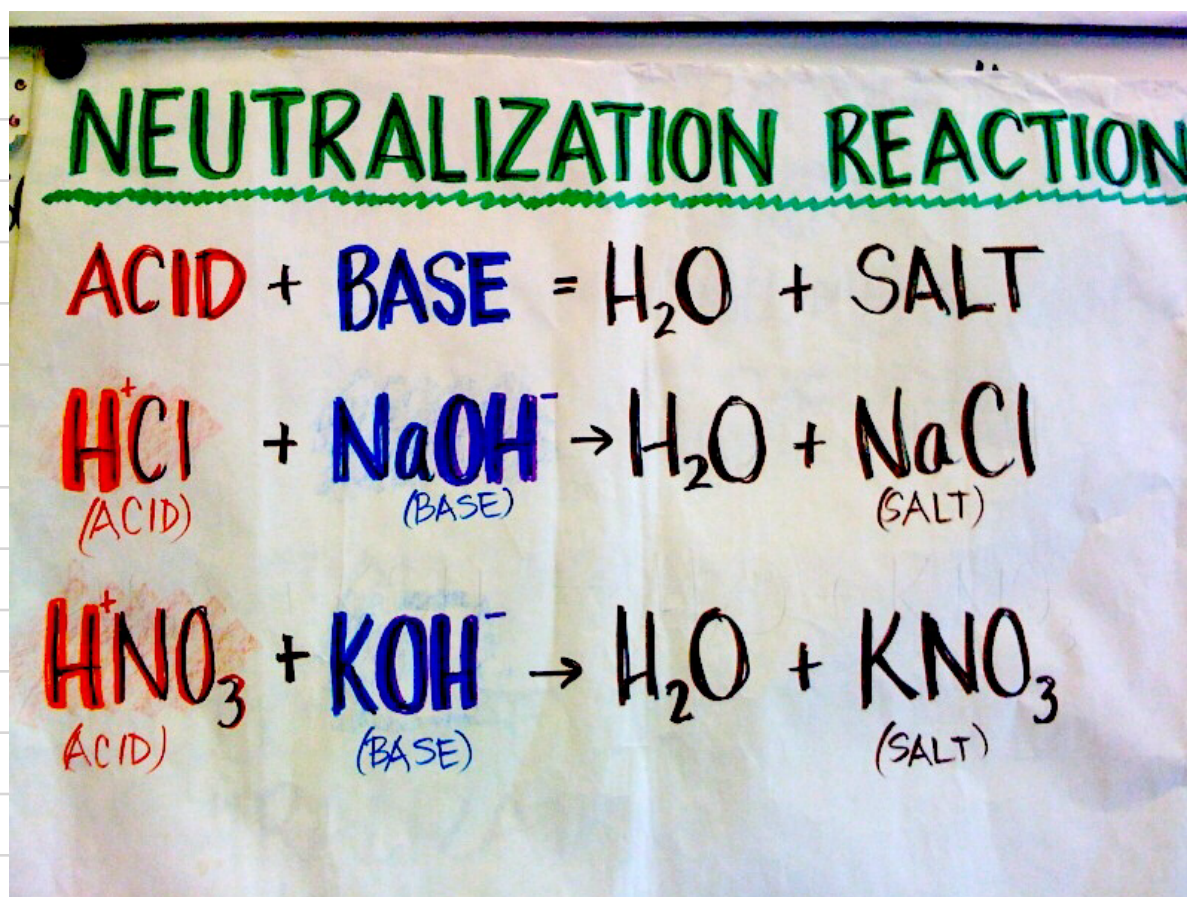 NEUTRALIZATION REACTION
ACID + BASE = H₂O + SALT
H⁺Cl + NaOH⁻ → H₂O + NaCl
(ACID) (BASE) (SALT)
H⁺NO₃ + KOH⁻ → H₂O + KNO₃
(ACID) (BASE) (SALT)